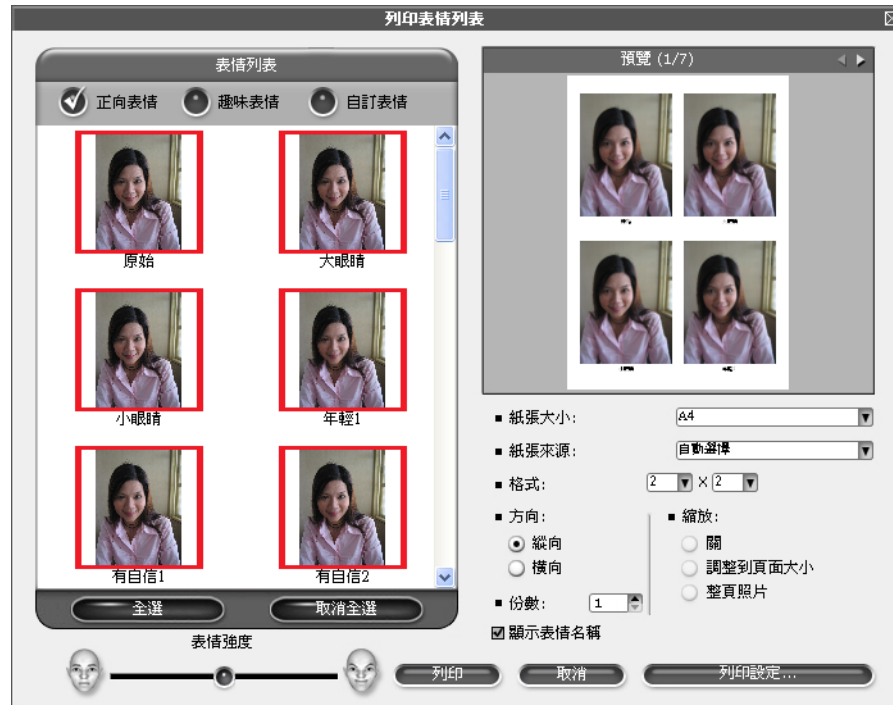 列印表情列表
表情列表
正向表情 趣味表情 自訂表情
原始 大眼睛
小眼睛 年輕1
有自信1 有自信2
全選 取消全選
表情強度
預覽 (1/7)
紙張大小: A4
紙張來源: 自動選擇
格式: 2 X 2
方向: 縮放:
縱向 關
橫向 調整到頁面大小
整頁照片
份數: 1
顯示表情名稱
列印 取消 列印設定...